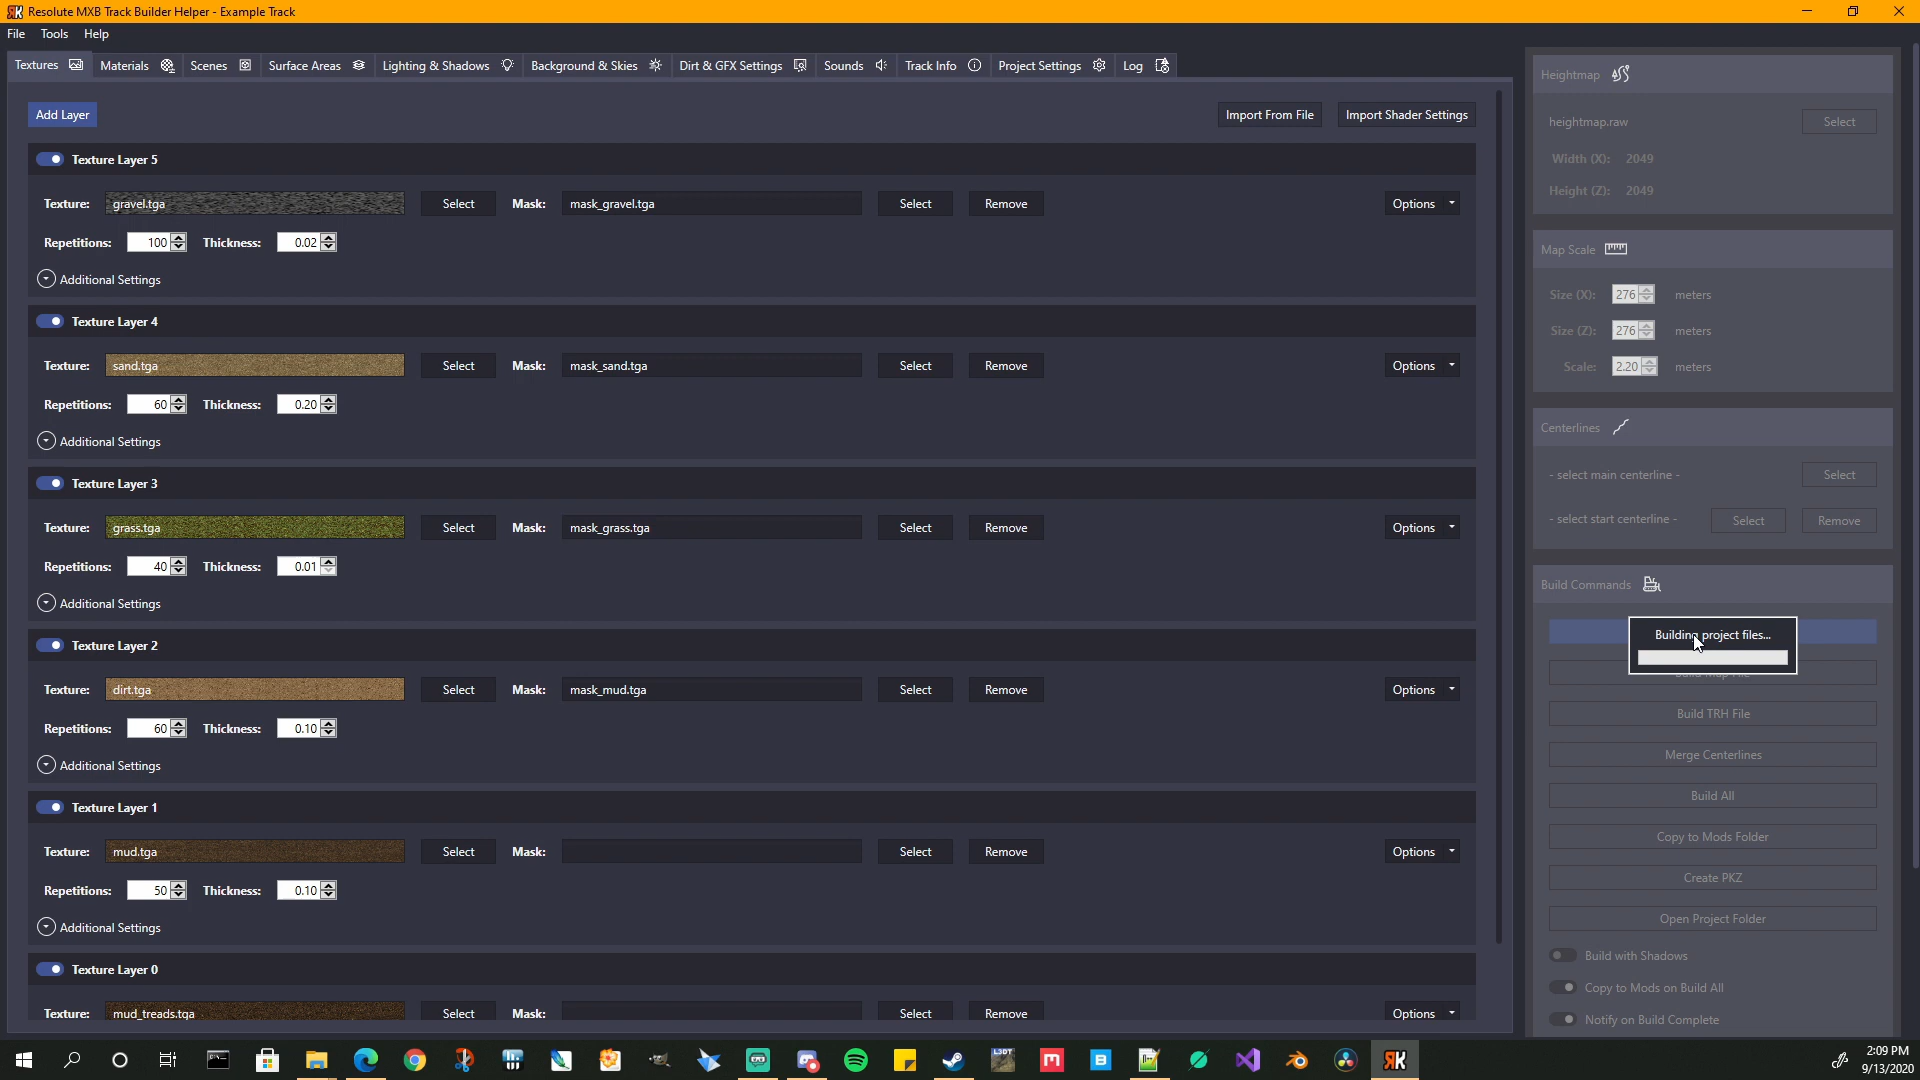 Resolute MXB Track Builder Helper - Example Track
File Tools Help
Textures Materials Scenes Surface Areas Lighting & Shadows Background & Skies Dirt & GFX Settings Sounds Track Info Project Settings Log
Add Layer Import From File Import Shader Settings
Texture Layer 5
Texture: gravel.tga Select Mask: mask_gravel.tga Select Remove Options
Repetitions: 100 Thickness: 0.02
Additional Settings
Texture Layer 4
Texture: sand.tga Select Mask: mask_sand.tga Select Remove Options
Repetitions: 60 Thickness: 0.20
Additional Settings
Texture Layer 3
Texture: grass.tga Select Mask: mask_grass.tga Select Remove Options
Repetitions: 40 Thickness: 0.01
Additional Settings
Texture Layer 2
Texture: dirt.tga Select Mask: mask_mud.tga Select Remove Options
Repetitions: 60 Thickness: 0.10
Additional Settings
Texture Layer 1
Texture: mud.tga Select Mask: Select Remove Options
Repetitions: 50 Thickness: 0.10
Additional Settings
Texture Layer 0
Texture: mud_treads.tga Select Mask: Select Remove Options
Heightmap
heightmap.raw Select
Width (X): 2049
Height (Z): 2049
Map Scale
Size (X): 276 meters
Size (Z): 276 meters
Scale: 2.20 meters
Centerlines
- select main centerline - Select
- select start centerline - Select Remove
Build Commands
Building project files...
Build Map File
Build TRH File
Merge Centerlines
Build All
Copy to Mods Folder
Create PKZ
Open Project Folder
Build with Shadows
Copy to Mods on Build All
Notify on Build Complete
L3DT
2:09 PM
9/13/2020